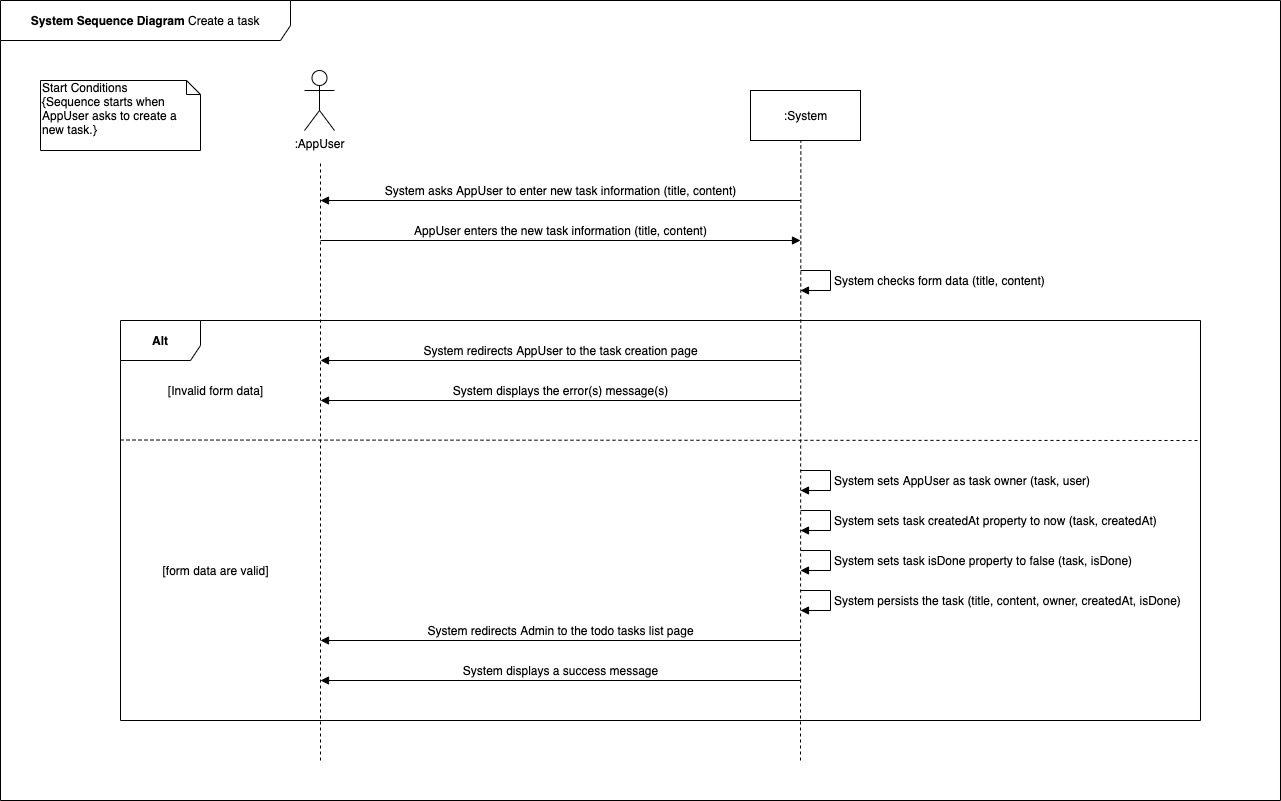 System Sequence Diagram Create a task
Start Conditions
{Sequence starts when
AppUser asks to create a
new task.}
:AppUser
:System
System asks AppUser to enter new task information (title, content)
AppUser enters the new task information (title, content)
System checks form data (title, content)
Alt
System redirects AppUser to the task creation page
[Invalid form data]
System displays the error(s) message(s)
System sets AppUser as task owner (task, user)
System sets task createdAt property to now (task, createdAt)
System sets task isDone property to false (task, isDone)
[form data are valid]
System persists the task (title, content, owner, createdAt, isDone)
System redirects Admin to the todo tasks list page
System displays a success message